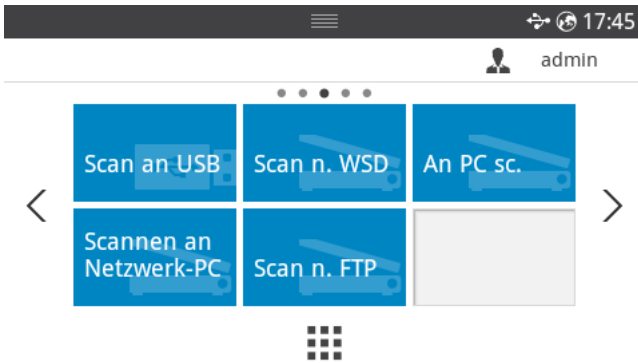 17:45
admin
Scan an USB
Scan n. WSD
An PC sc.
Scannen an
Netzwerk-PC
Scan n. FTP